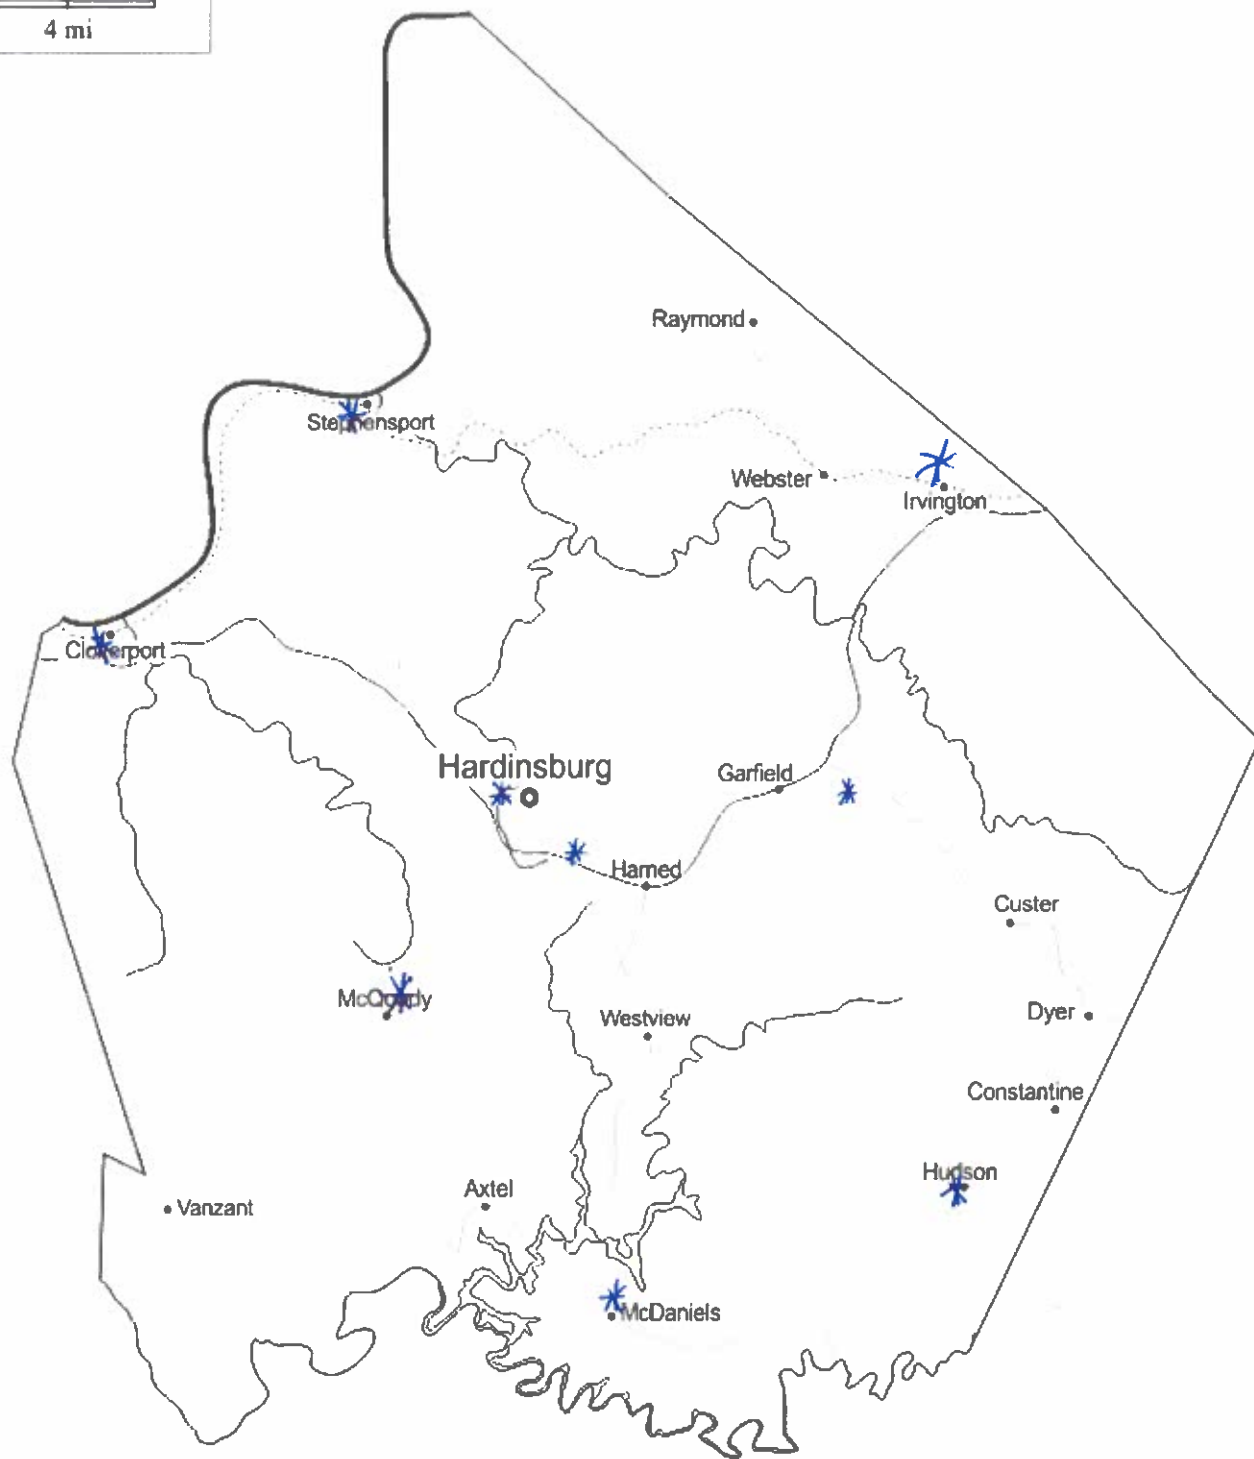 4 mi
Raymond
Stephensport
Webster
Irvington
Cloverport
Hardinsburg
Garfield
Harned
Custer
McQuady
Westview
Dyer
Constantine
Hudson
Axtel
Vanzant
McDaniels